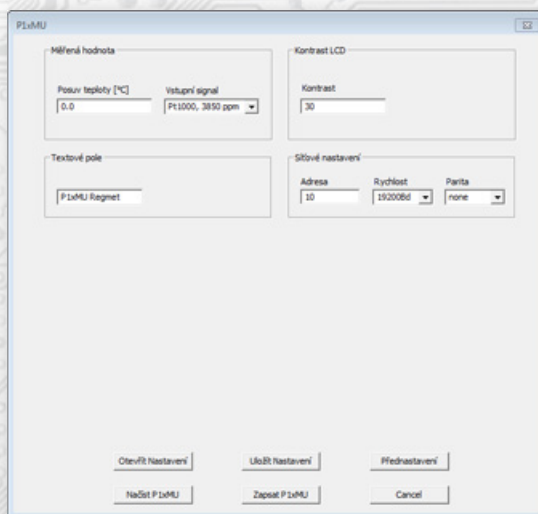 P1xMU
Měřená hodnota
Posuv teploty [°C] Vstupní signal
0.0 Pt1000, 3850 ppm
Kontrast LCD
Kontrast
30
Textové pole
P1xMU Regmet
Síťové nastavení
Adresa Rychlost Parita
10 19200Bd none
Otevřít Nastavení Uložit Nastavení Přednastavení
Načíst P1xMU Zapsat P1xMU Cancel